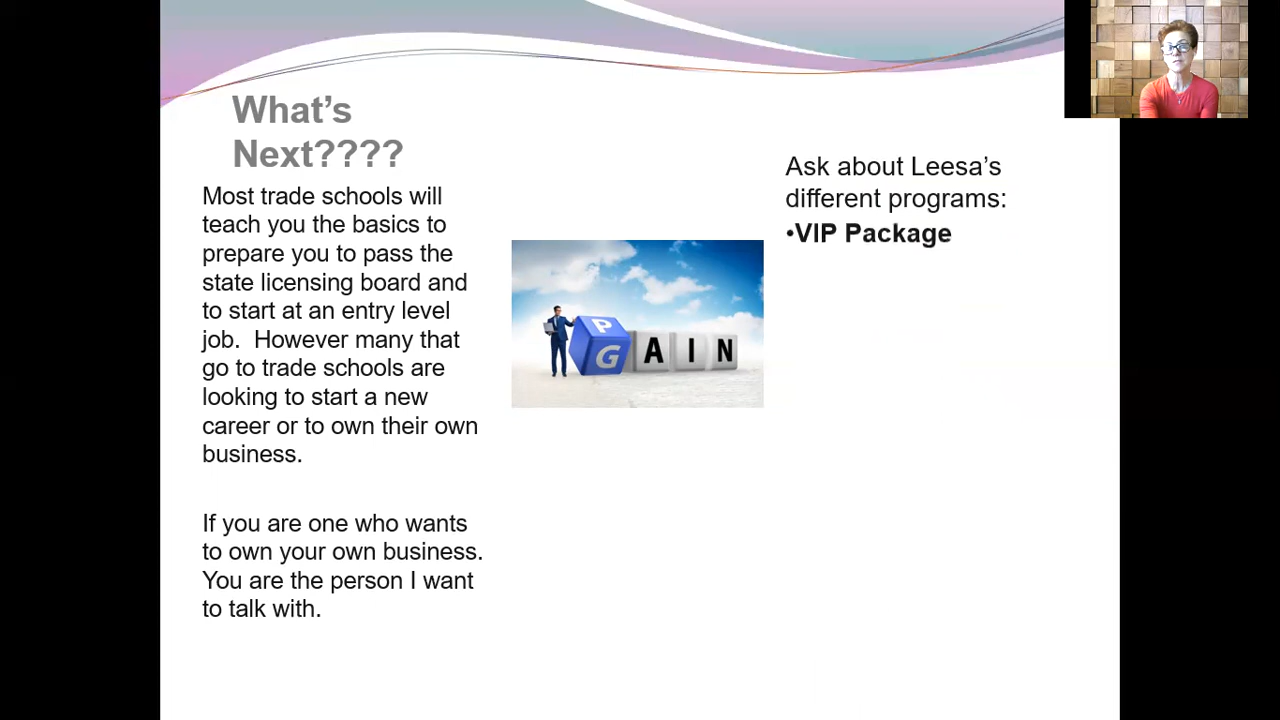 What's
Next????
Most trade schools will
teach you the basics to
prepare you to pass the
state licensing board and
to start at an entry level
job.  However many that
go to trade schools are
looking to start a new
career or to own their own
business.
If you are one who wants
to own your own business.
You are the person I want
to talk with.
P
G A I N
Ask about Leesa's
different programs:
•VIP Package